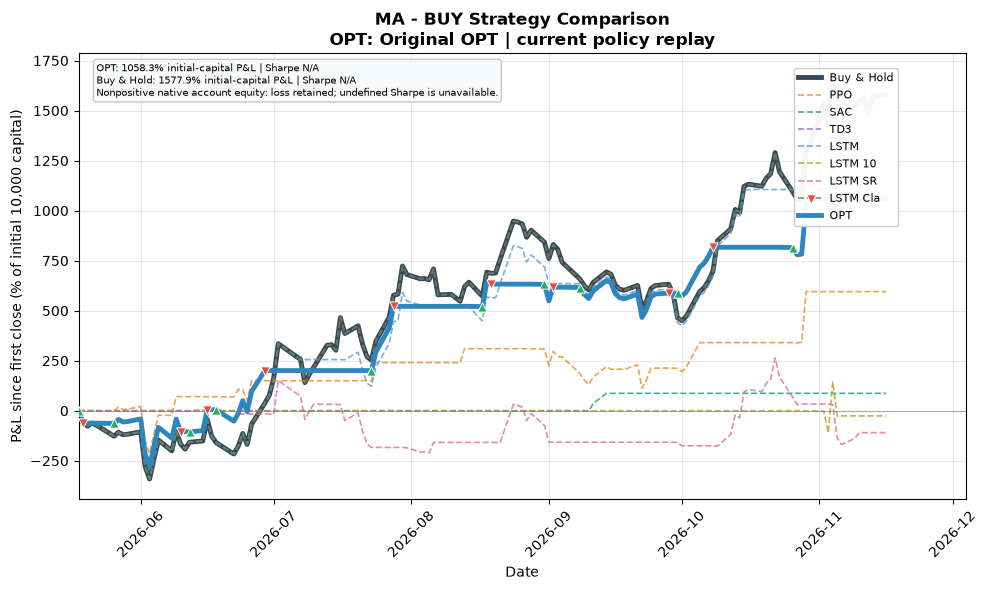 MA - BUY Strategy Comparison
OPT: Original OPT | current policy replay
OPT: 1058.3% initial-capital P&L | Sharpe N/A
Buy & Hold: 1577.9% initial-capital P&L | Sharpe N/A
Nonpositive native account equity: loss retained; undefined Sharpe is unavailable.
Buy & Hold
PPO
SAC
TD3
LSTM
LSTM 10
LSTM SR
LSTM Cla
OPT
P&L since first close (% of initial 10,000 capital)
1750
1500
1250
1000
750
500
250
0
−250
2026-06
2026-07
2026-08
2026-09
2026-10
2026-11
2026-12
Date